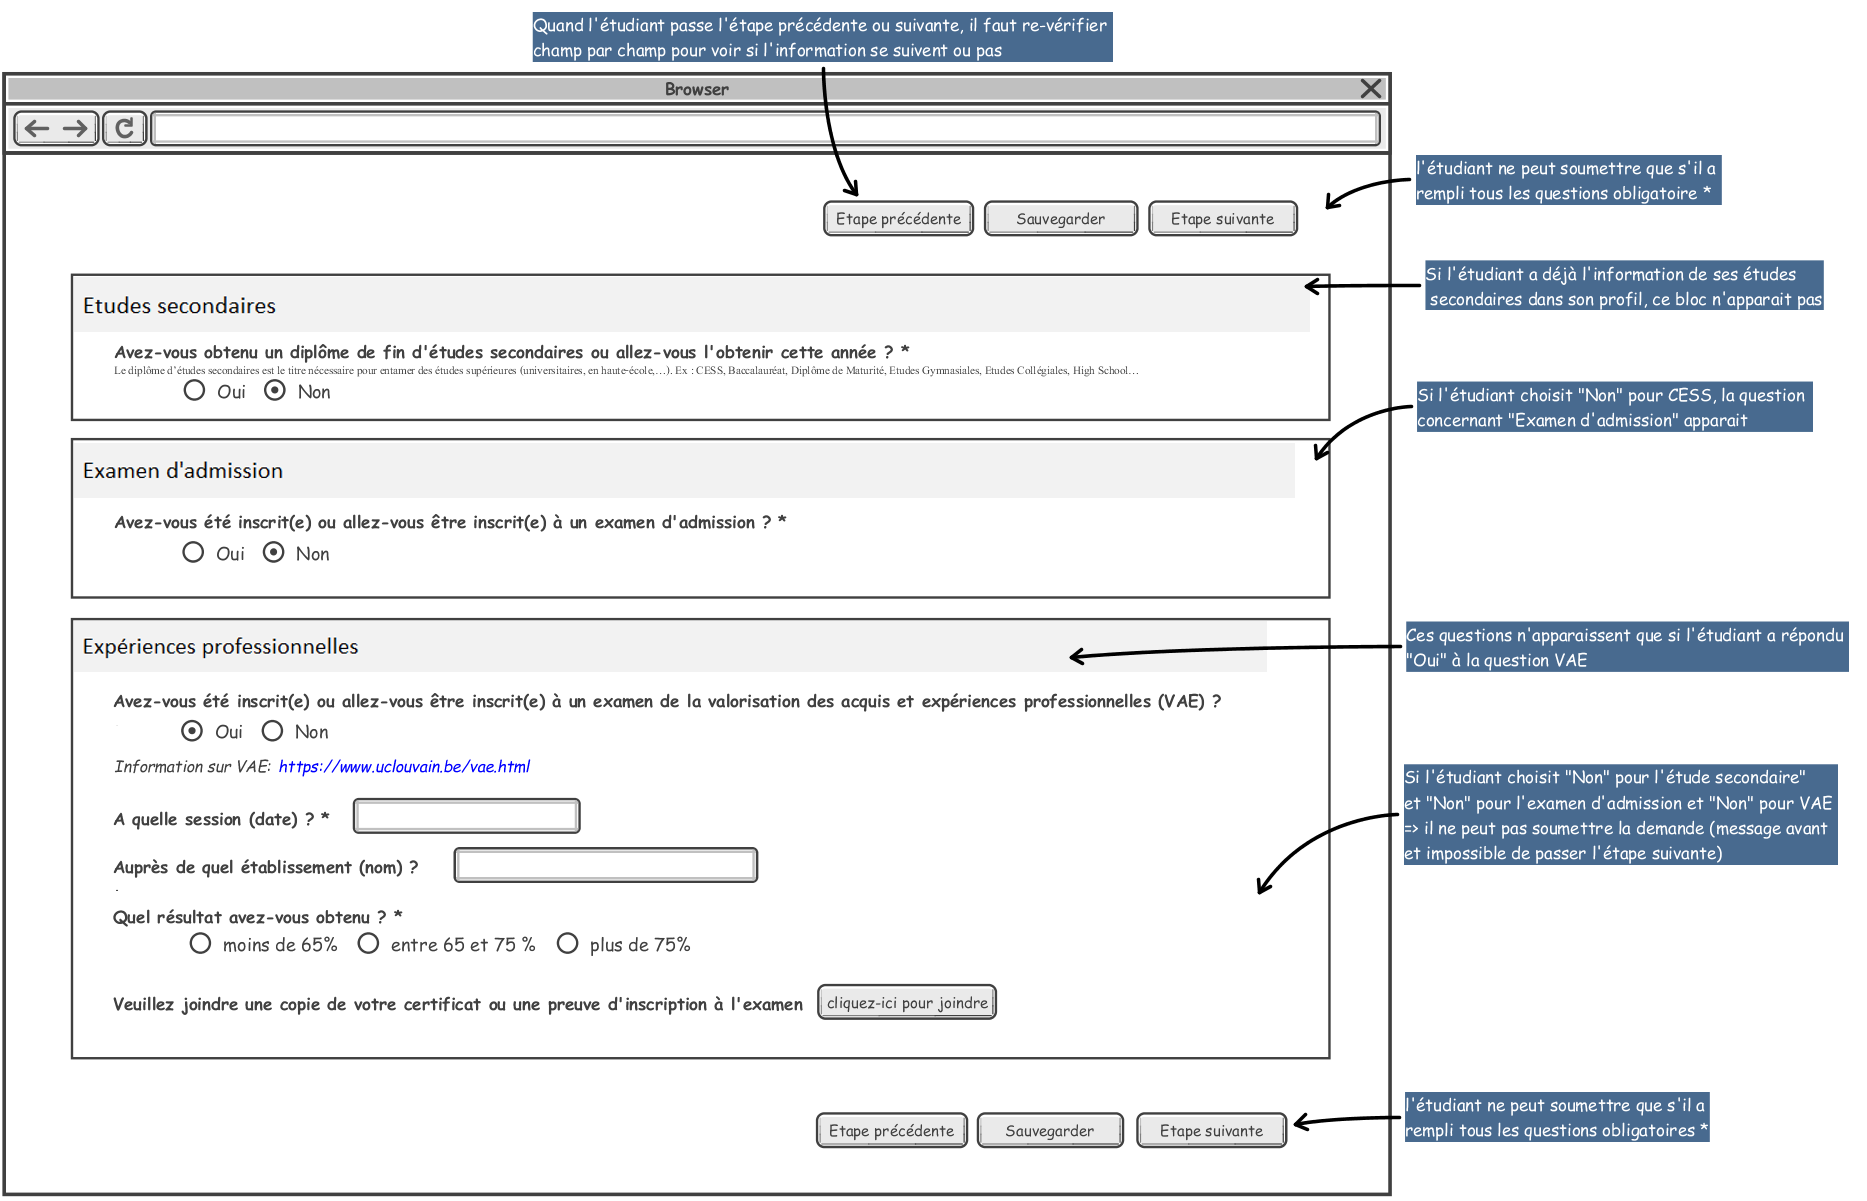 Quand l'étudiant passe l'étape précédente ou suivante, il faut re-vérifier
champ par champ pour voir si l'information se suivent ou pas
Browser
l'étudiant ne peut soumettre que s'il a
rempli tous les questions obligatoire *
Etape précédente
Sauvegarder
Etape suivante
Si l'étudiant a déjà l'information de ses études
secondaires dans son profil, ce bloc n'apparait pas
Etudes secondaires
Avez-vous obtenu un diplôme de fin d'études secondaires ou allez-vous l'obtenir cette année ? *
Le diplôme d'études secondaires est le titre nécessaire pour entamer des études supérieures (universitaires, en haute-école,...). Ex : CESS, Baccalauréat, Diplôme de Maturité, Etudes Gymnasiales, Etudes Collégiales, High School...
Oui Non
Si l'étudiant choisit "Non" pour CESS, la question
concernant "Examen d'admission" apparait
Examen d'admission
Avez-vous été inscrit(e) ou allez-vous être inscrit(e) à un examen d'admission ? *
Oui Non
Ces questions n'apparaissent que si l'étudiant a répondu
"Oui" à la question VAE
Expériences professionnelles
Avez-vous été inscrit(e) ou allez-vous être inscrit(e) à un examen de la valorisation des acquis et expériences professionnelles (VAE) ?
Oui Non
Information sur VAE: https://www.uclouvain.be/vae.html
Si l'étudiant choisit "Non" pour l'étude secondaire"
et "Non" pour l'examen d'admission et "Non" pour VAE
=> il ne peut pas soumettre la demande (message avant
et impossible de passer l'étape suivante)
A quelle session (date) ? *
Auprès de quel établissement (nom) ?
Quel résultat avez-vous obtenu ? *
moins de 65% entre 65 et 75 % plus de 75%
Veuillez joindre une copie de votre certificat ou une preuve d'inscription à l'examen
cliquez-ici pour joindre
l'étudiant ne peut soumettre que s'il a
rempli tous les questions obligatoires *
Etape précédente
Sauvegarder
Etape suivante